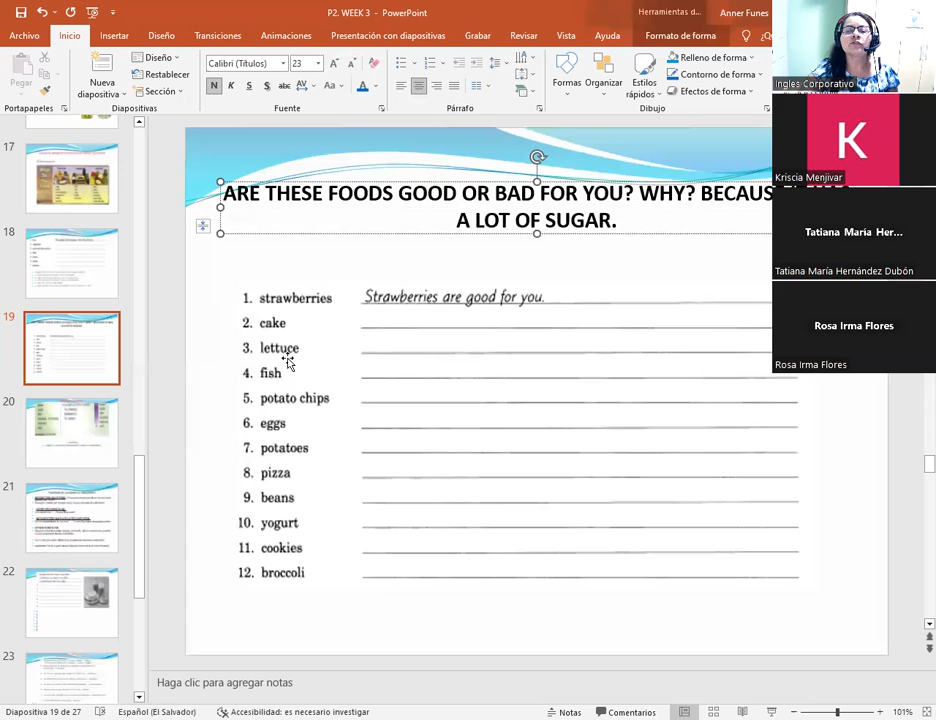 P2. WEEK 3 - PowerPoint
Herramientas d...
Anner Funes
Archivo
Inicio
Insertar
Diseño
Transiciones
Animaciones
Presentación con diapositivas
Grabar
Revisar
Vista
Ayuda
Formato de forma
Pegar
Nueva
diapositiva
Diseño
Restablecer
Sección
Calibri (Títulos)
23
N K S abc AV Aa A
Formas
Organizar
Estilos
rápidos
Relleno de forma
Contorno de forma
Efectos de forma
Portapapeles
Diapositivas
Fuente
Párrafo
Dibujo
Ingles Corporativo
K
Kriscia Menjivar
Tatiana María Her...
Tatiana María Hernández Dubón
Rosa Irma Flores
Rosa Irma Flores
17
18
19
20
21
22
23
ARE THESE FOODS GOOD OR BAD FOR YOU? WHY? BECAUS
A LOT OF SUGAR.
1. strawberries Strawberries are good for you.
2. cake
3. lettuce
4. fish
5. potato chips
6. eggs
7. potatoes
8. pizza
9. beans
10. yogurt
11. cookies
12. broccoli
Haga clic para agregar notas
Diapositiva 19 de 27
Español (El Salvador)
Accesibilidad: es necesario investigar
Notas
Comentarios
101%